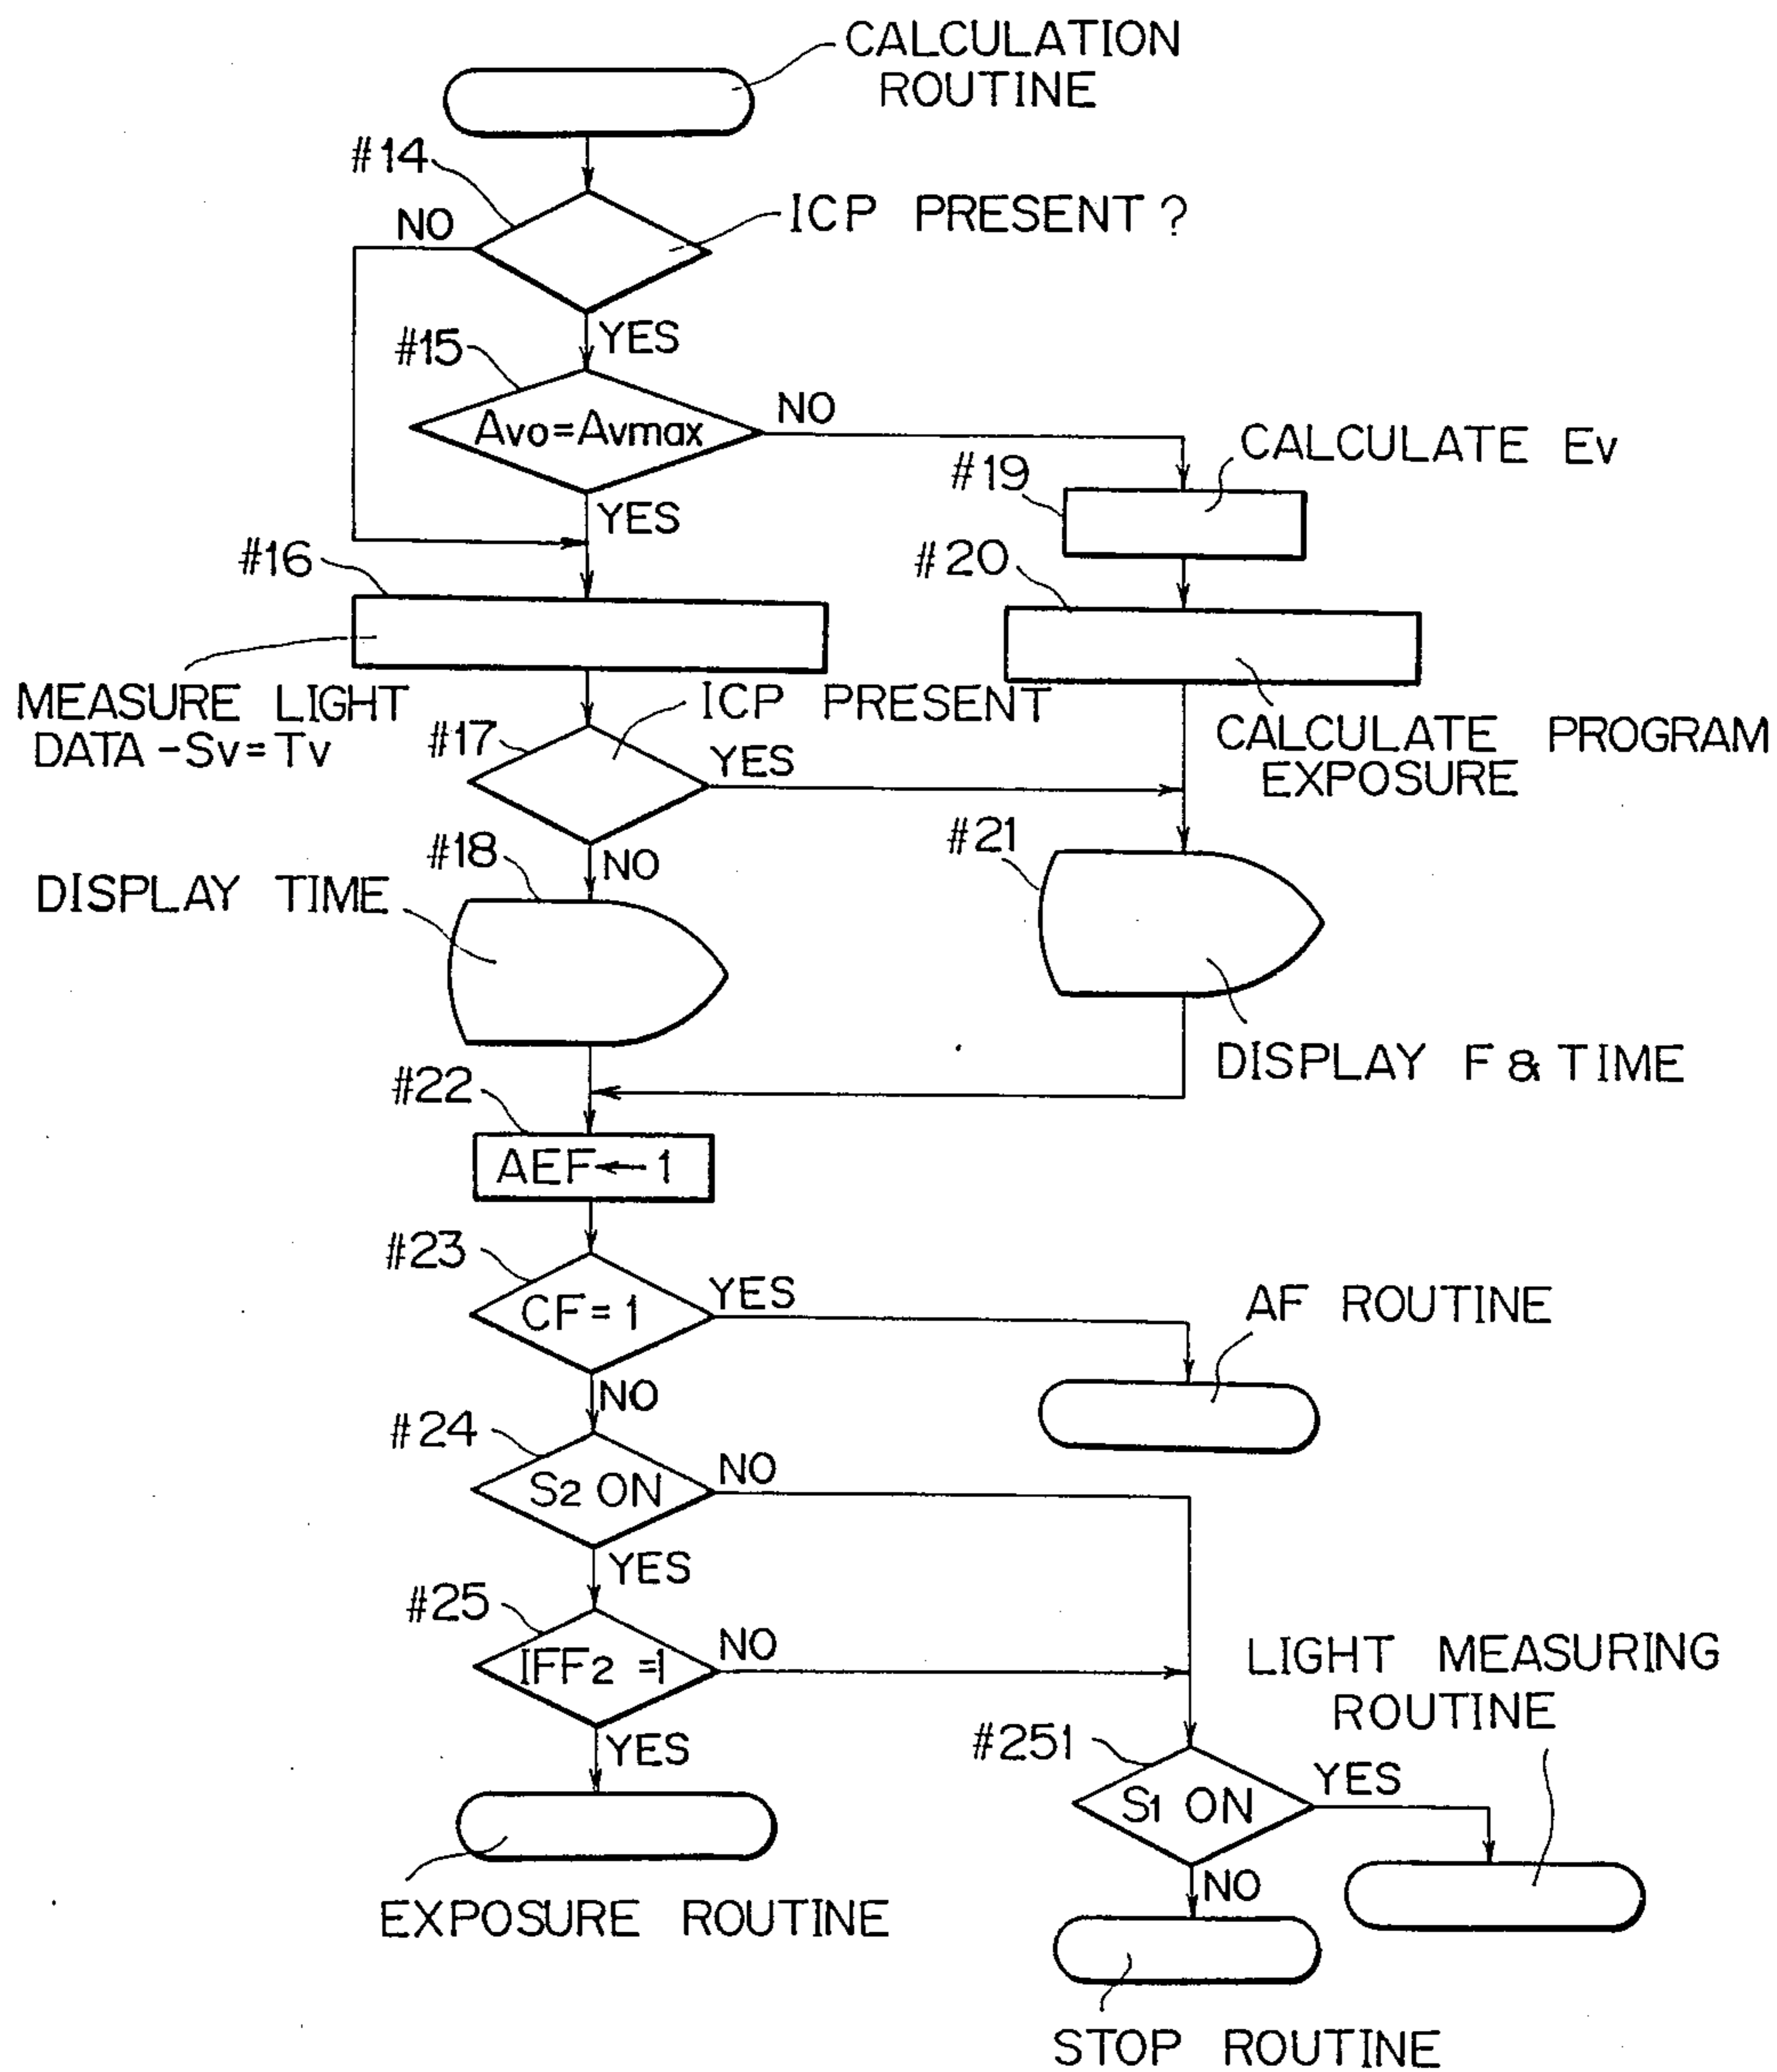 CALCULATION
ROUTINE
#14
ICP PRESENT?
NO
YES
#15
Avo=Avmax
NO
CALCULATE Ev
#19
YES
#16
#20
MEASURE LIGHT
DATA-Sv=Tv
ICP PRESENT
#17
YES
CALCULATE PROGRAM
EXPOSURE
#18
NO
#21
DISPLAY TIME
DISPLAY F & TIME
#22
AEF←1
#23
CF=1
YES
AF ROUTINE
NO
#24
S2 ON
NO
YES
#25
IFF2=1
NO
LIGHT MEASURING
ROUTINE
YES
#251
S1 ON
YES
EXPOSURE ROUTINE
NO
STOP ROUTINE